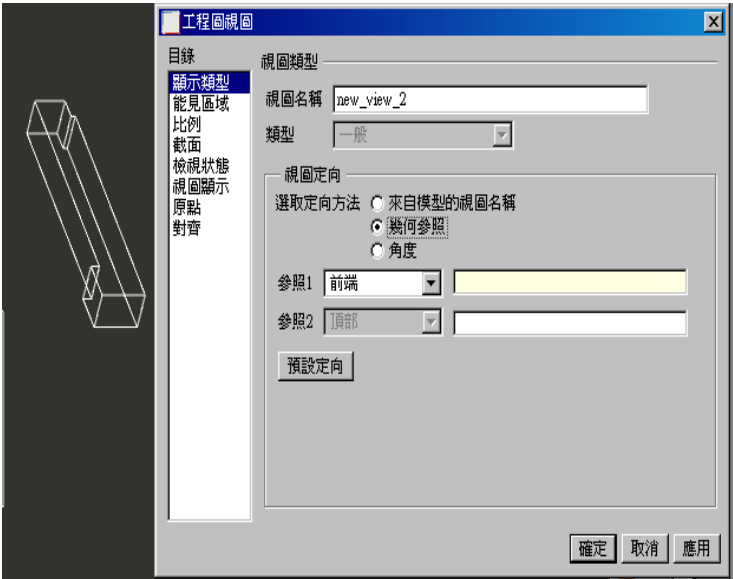 工程圖視圖
目錄
顯示類型
能見區域
比例
截面
檢視狀態
視圖顯示
原點
對齊
視圖類型
視圖名稱 new_view_2
類型 一般
視圖定向
選取定向方法 來自模型的視圖名稱
幾何參照
角度
參照1 前端
參照2 頂部
預設定向
確定 取消 應用